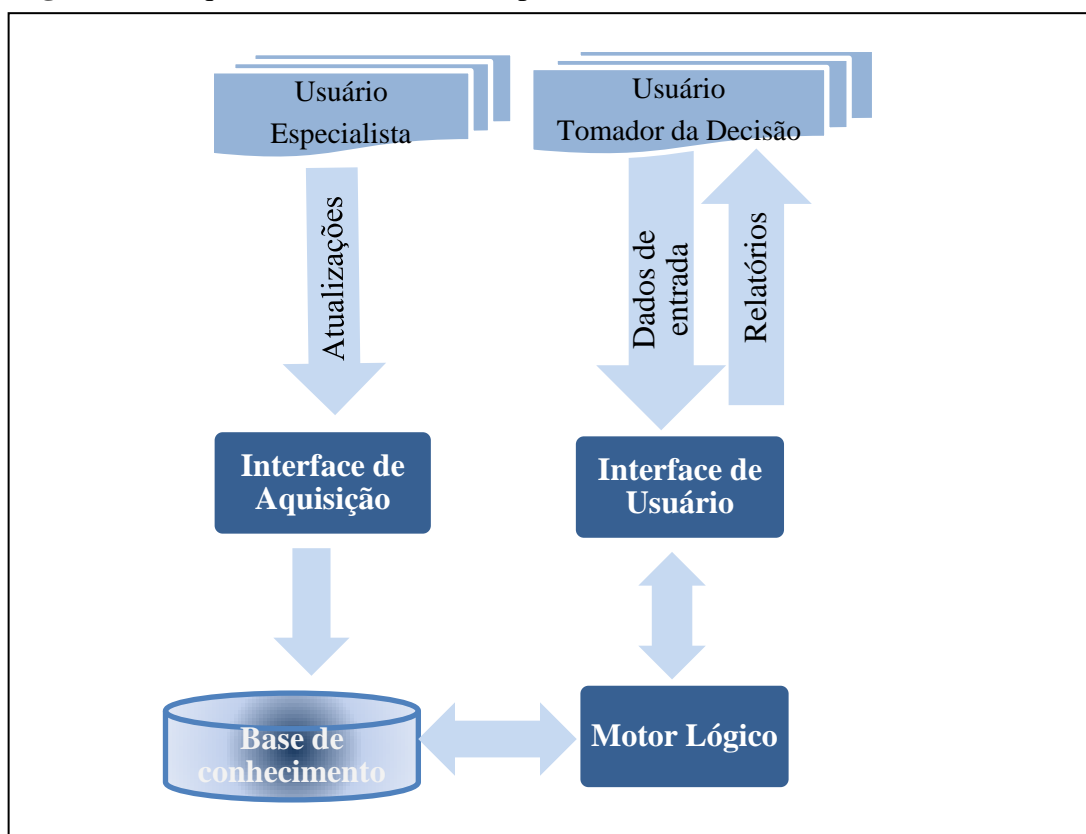 Usuário
Especialista
Usuário
Tomador da Decisão
Atualizações
Dados de
entrada
Relatórios
Interface de
Aquisição
Interface de
Usuário
Base de
conhecimento
Motor Lógico